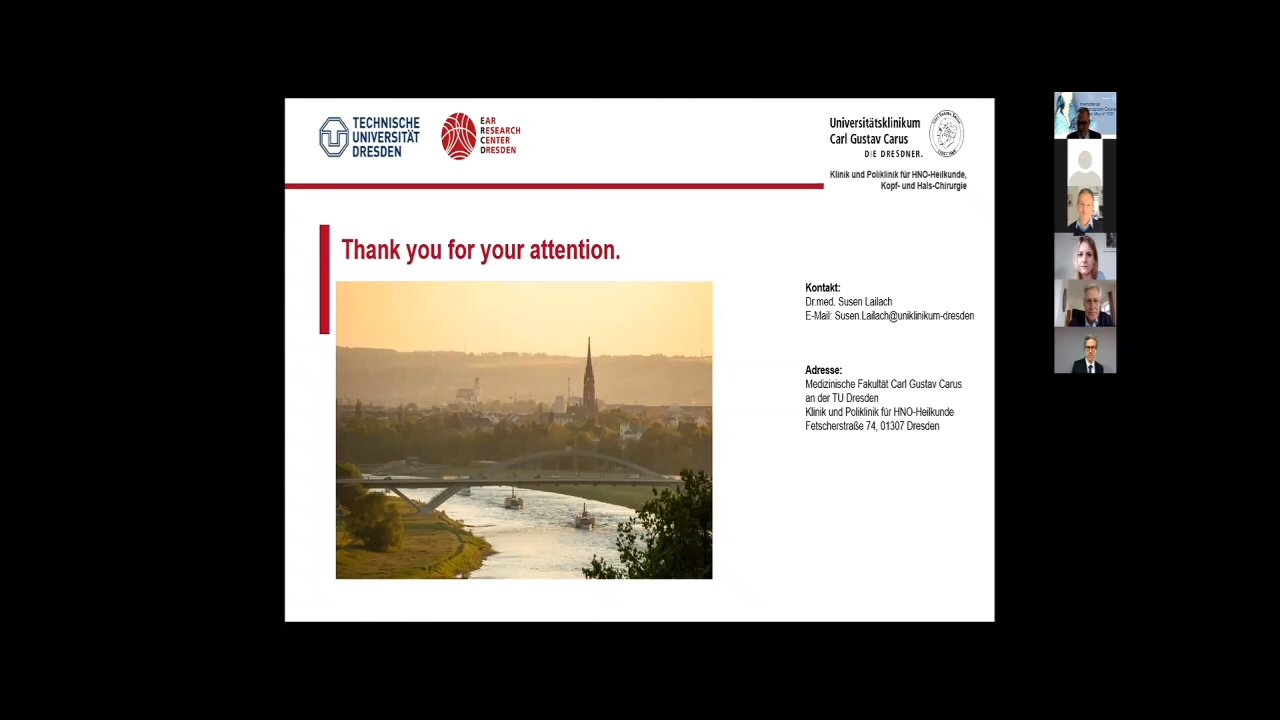 TECHNISCHE
UNIVERSITÄT
DRESDEN
EAR
RESEARCH
CENTER
DRESDEN
Universitätsklinikum
Carl Gustav Carus
DIE DRESDNER.
Klinik und Poliklinik für HNO-Heilkunde,
Kopf- und Hals-Chirurgie
Thank you for your attention.
Kontakt:
Dr.med. Susen Lailach
E-Mail: Susen.Lailach@uniklinikum-dresden
Adresse:
Medizinische Fakultät Carl Gustav Carus
an der TU Dresden
Klinik und Poliklinik für HNO-Heilkunde
Fetscherstraße 74, 01307 Dresden
International